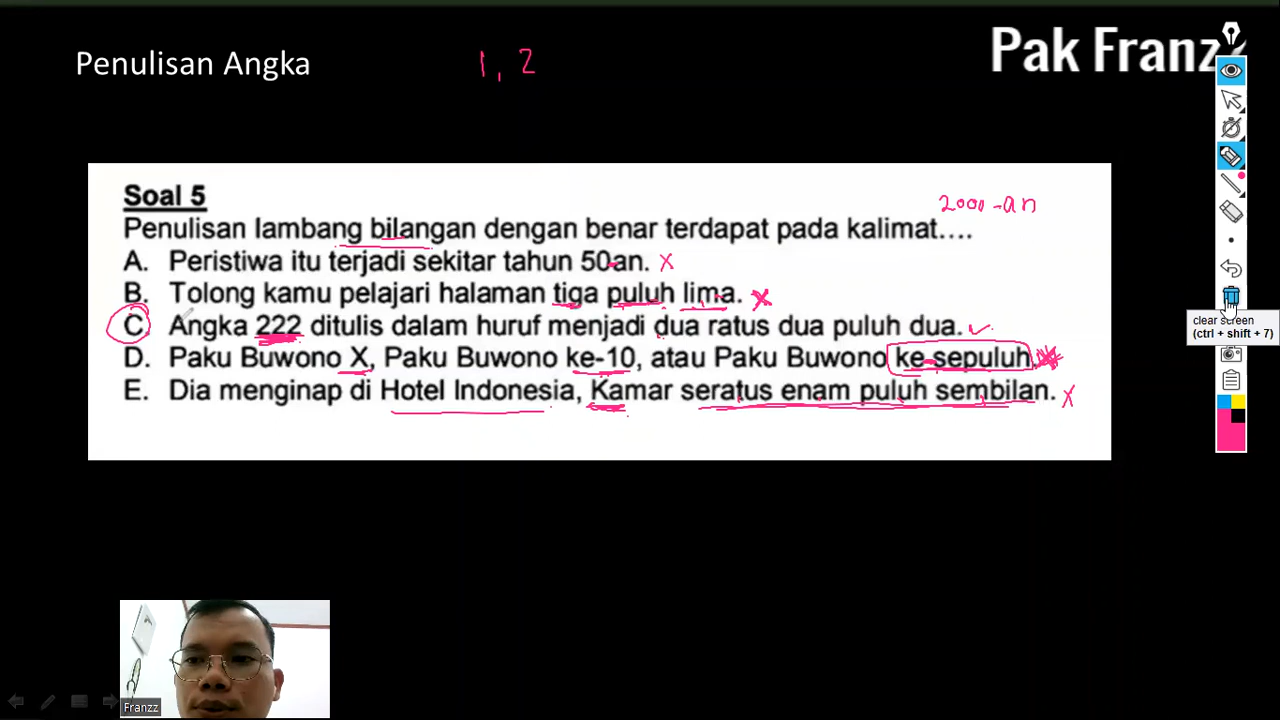 Penulisan Angka
1, 2
Pak Franzz
Soal 5
2000-an
Penulisan lambang bilangan dengan benar terdapat pada kalimat....
A. Peristiwa itu terjadi sekitar tahun 50-an. x
B. Tolong kamu pelajari halaman tiga puluh lima. x
C Angka 222 ditulis dalam huruf menjadi dua ratus dua puluh dua. ✓
D. Paku Buwono X, Paku Buwono ke-10, atau Paku Buwono ke-sepuluh. x
E. Dia menginap di Hotel Indonesia, Kamar seratus enam puluh sembilan. x
clear screen
(ctrl + shift + 7)
Franzz